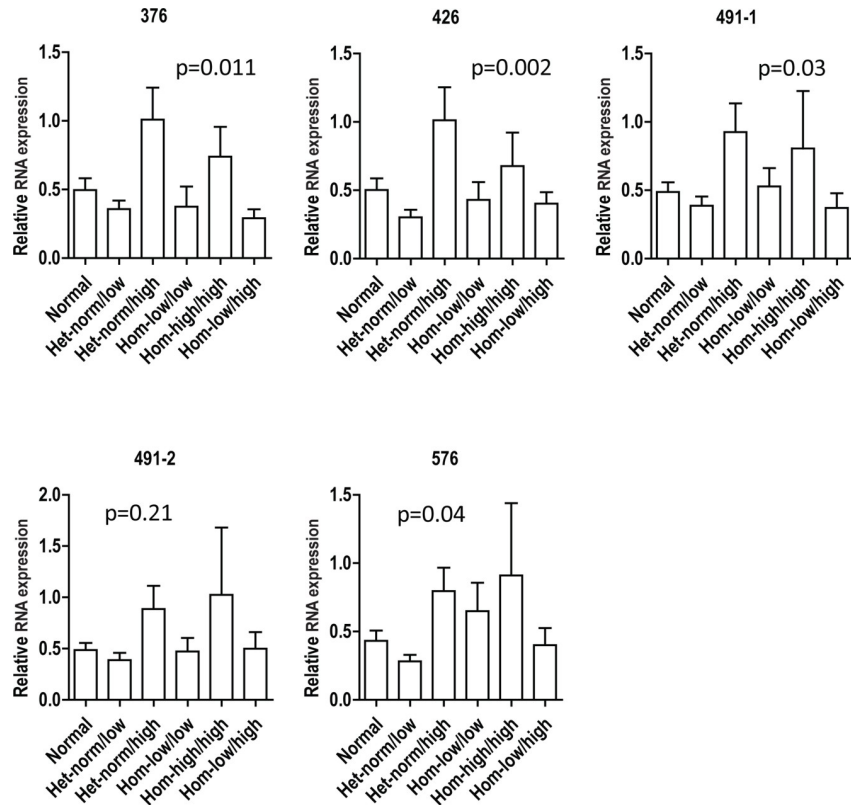 376
p=0.011
Relative RNA expression
1.5
1.0
0.5
0.0
Normal
Het-norm/low
Het-norm/high
Hom-low/low
Hom-high/high
Hom-low/high
426
p=0.002
Relative RNA expression
1.5
1.0
0.5
0.0
Normal
Het-norm/low
Het-norm/high
Hom-low/low
Hom-high/high
Hom-low/high
491-1
p=0.03
Relative RNA expression
1.5
1.0
0.5
0.0
Normal
Het-norm/low
Het-norm/high
Hom-low/low
Hom-high/high
Hom-low/high
491-2
p=0.21
Relative RNA expression
2.0
1.5
1.0
0.5
0.0
Normal
Het-norm/low
Het-norm/high
Hom-low/low
Hom-high/high
Hom-low/high
576
p=0.04
Relative RNA expression
1.5
1.0
0.5
0.0
Normal
Het-norm/low
Het-norm/high
Hom-low/low
Hom-high/high
Hom-low/high